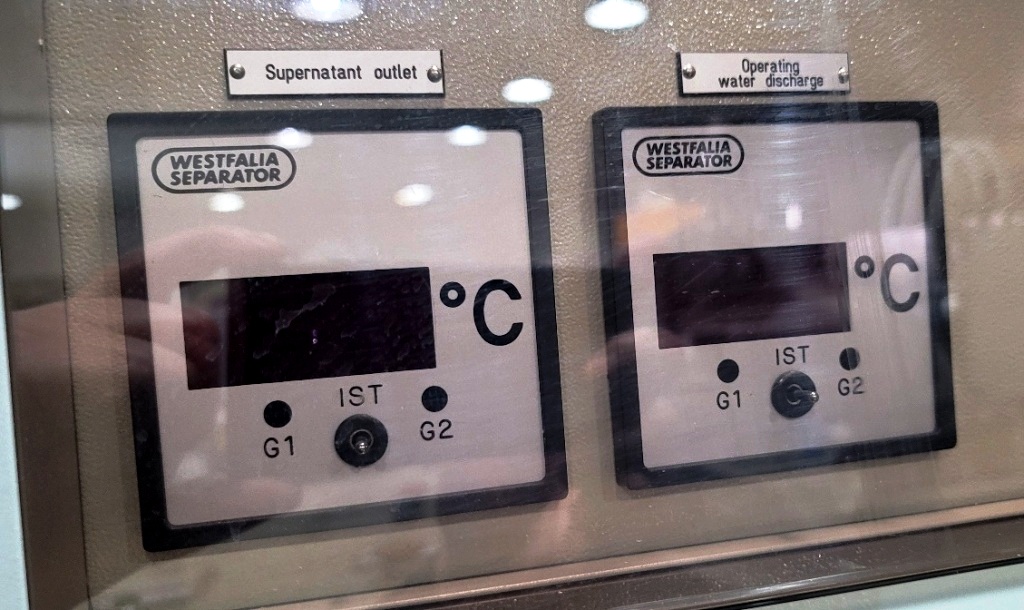 Supernatant outlet
WESTFALIA
SEPARATOR
°C
IST
G1
G2
Operating
water discharge
WESTFALIA
SEPARATOR
°C
IST
G1
G2